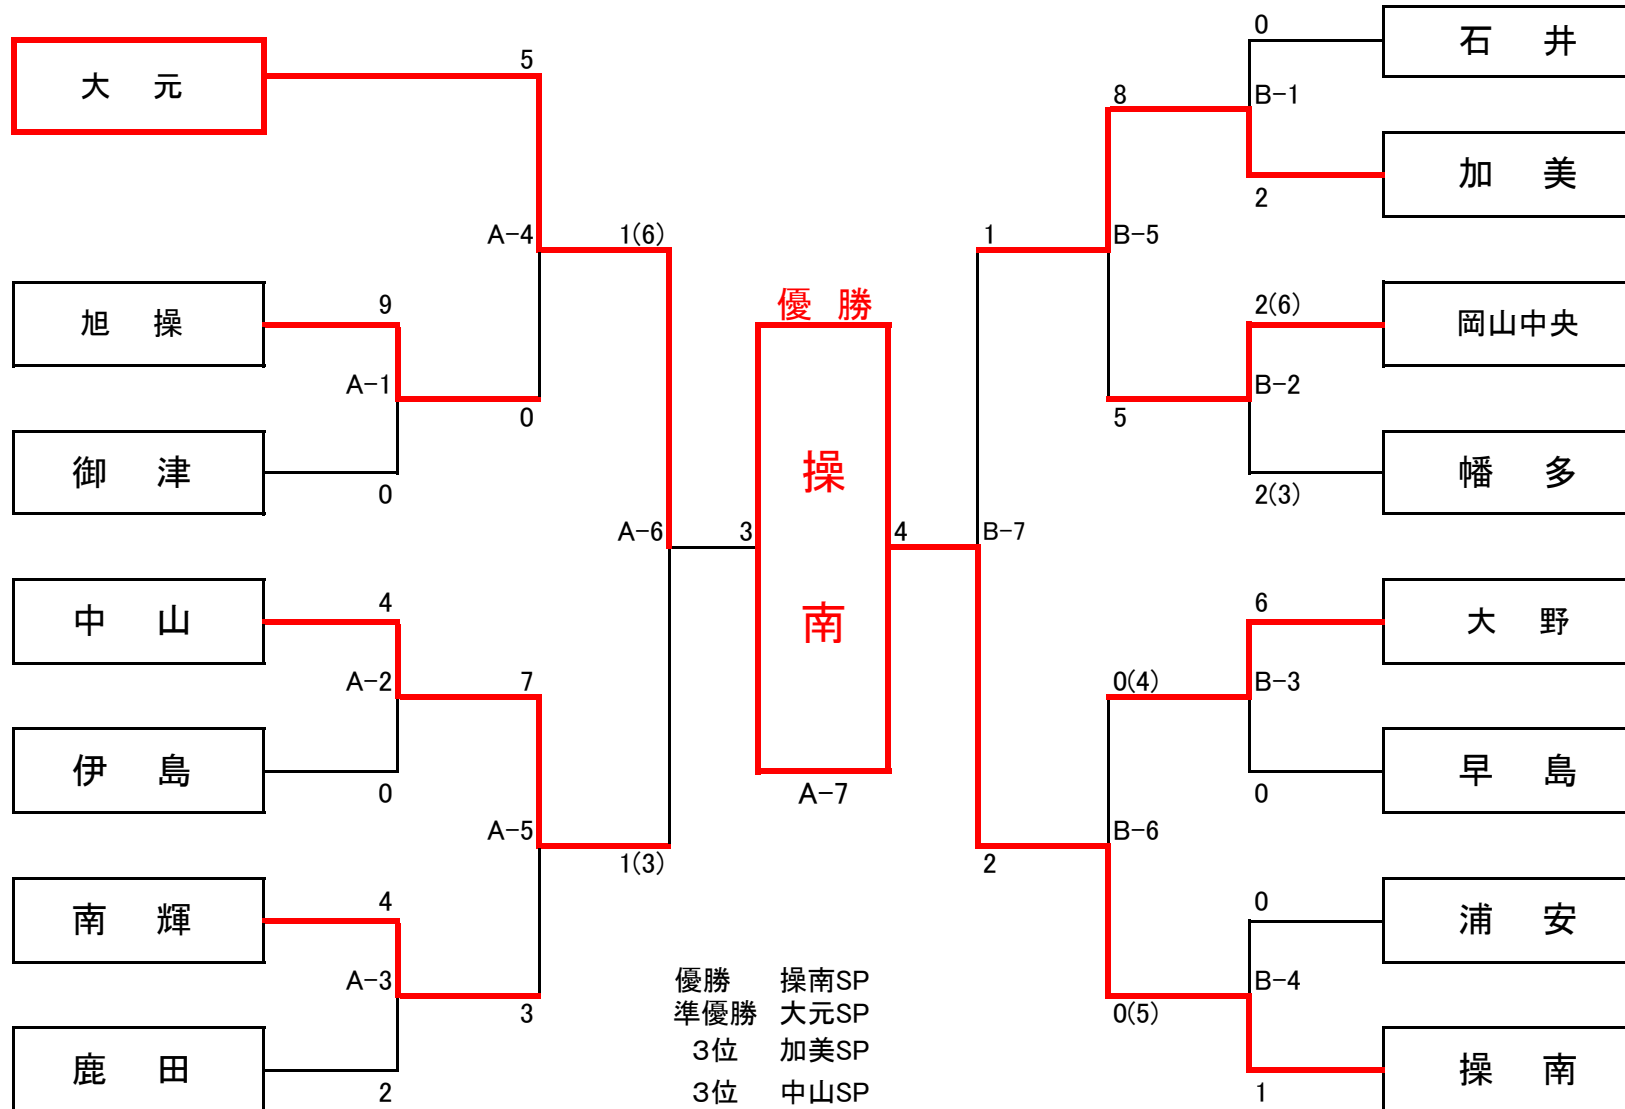 大 元
5
A-4
1(6)
旭 操
9
A-1
0
御 津
0
A-6
3
中 山
4
A-2
7
伊 島
0
A-5
1(3)
南 輝
4
A-3
3
鹿 田
2
優 勝
操
南
A-7
4
B-7
1
2
0
石 井
8
B-1
加 美
2
B-5
2(6)
岡山中央
5
B-2
幡 多
2(3)
6
大 野
0(4)
B-3
早 島
0
B-6
0
浦 安
B-4
0(5)
操 南
1
優勝 操南SP
準優勝 大元SP
3位 加美SP
3位 中山SP